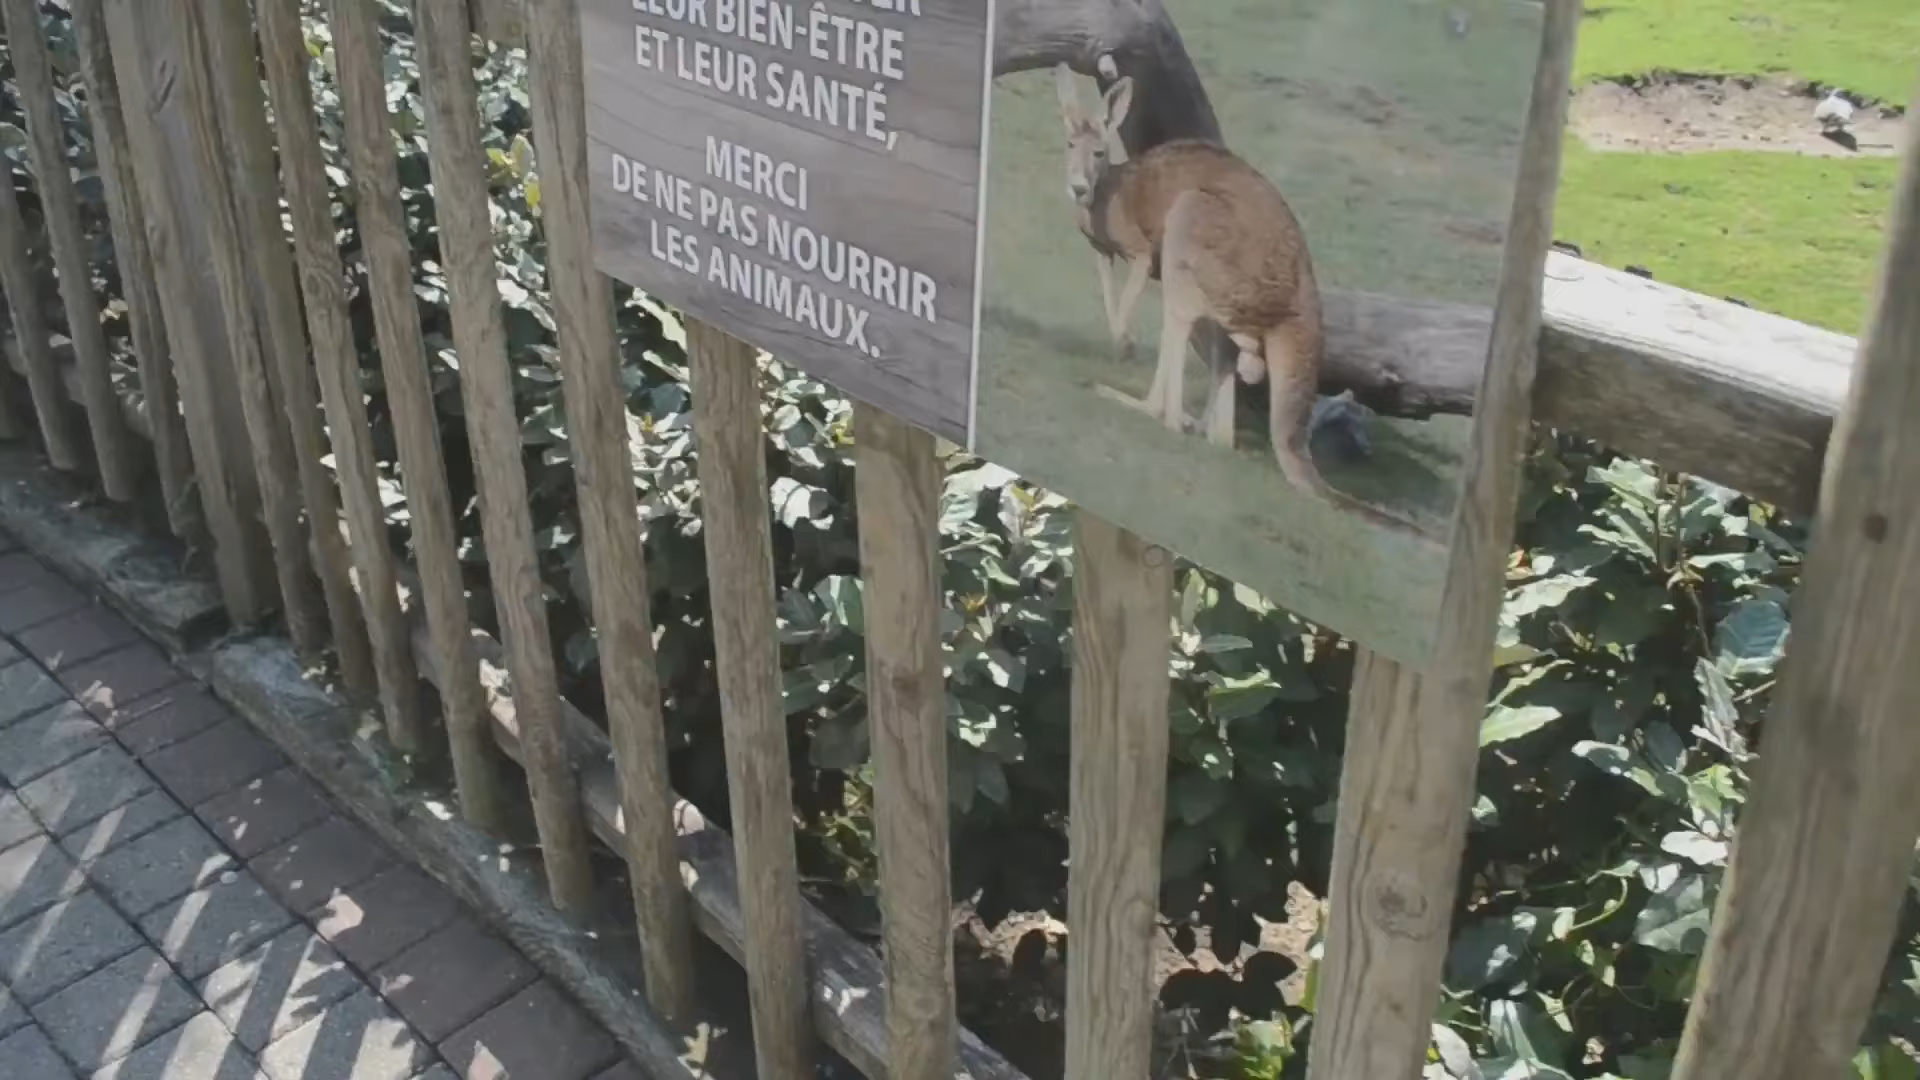 LEUR BIEN-ÊTRE
ET LEUR SANTÉ,
MERCI
DE NE PAS NOURRIR
LES ANIMAUX.